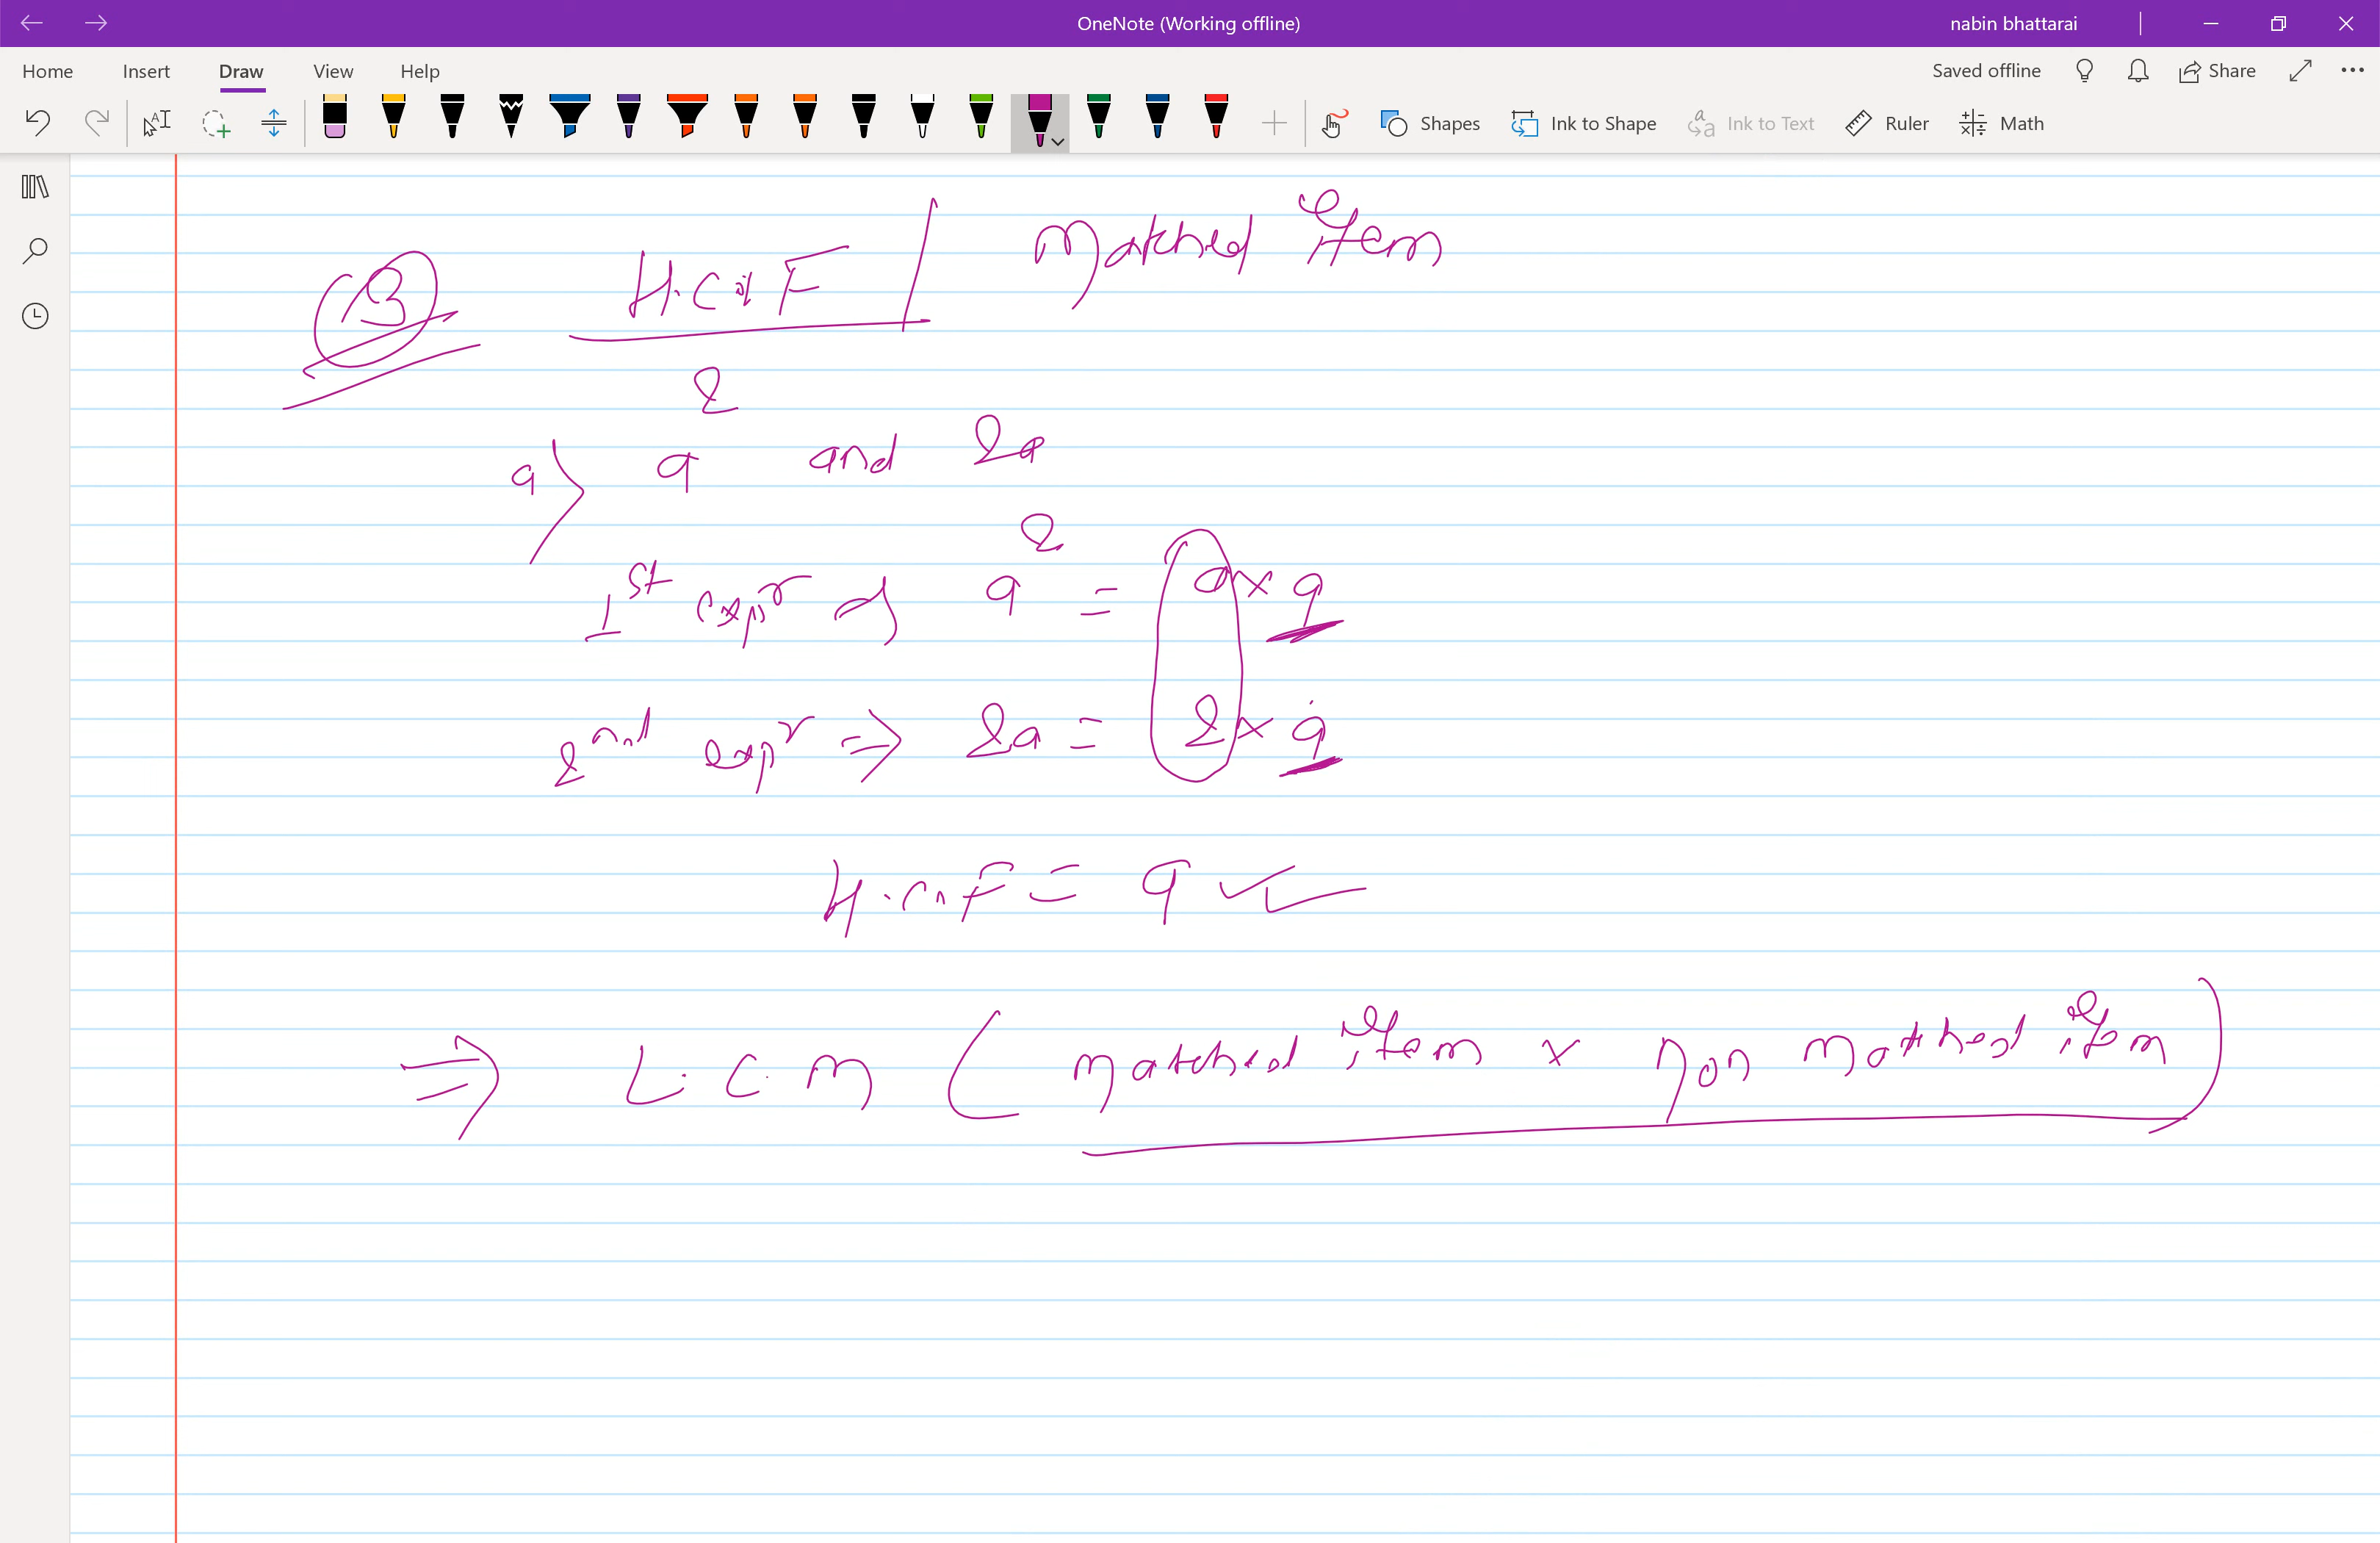 OneNote (Working offline) nabin bhattarai
Home Insert Draw View Help Saved offline Share
Shapes Ink to Shape Ink to Text Ruler Math
3 H.C.F Matched item
a) a² and 2a
1st expr ⇒ a² = a × a
2nd expr ⇒ 2a = 2 × a
H.C.F = a
⇒ L.C.M (Matched item × non matched item)